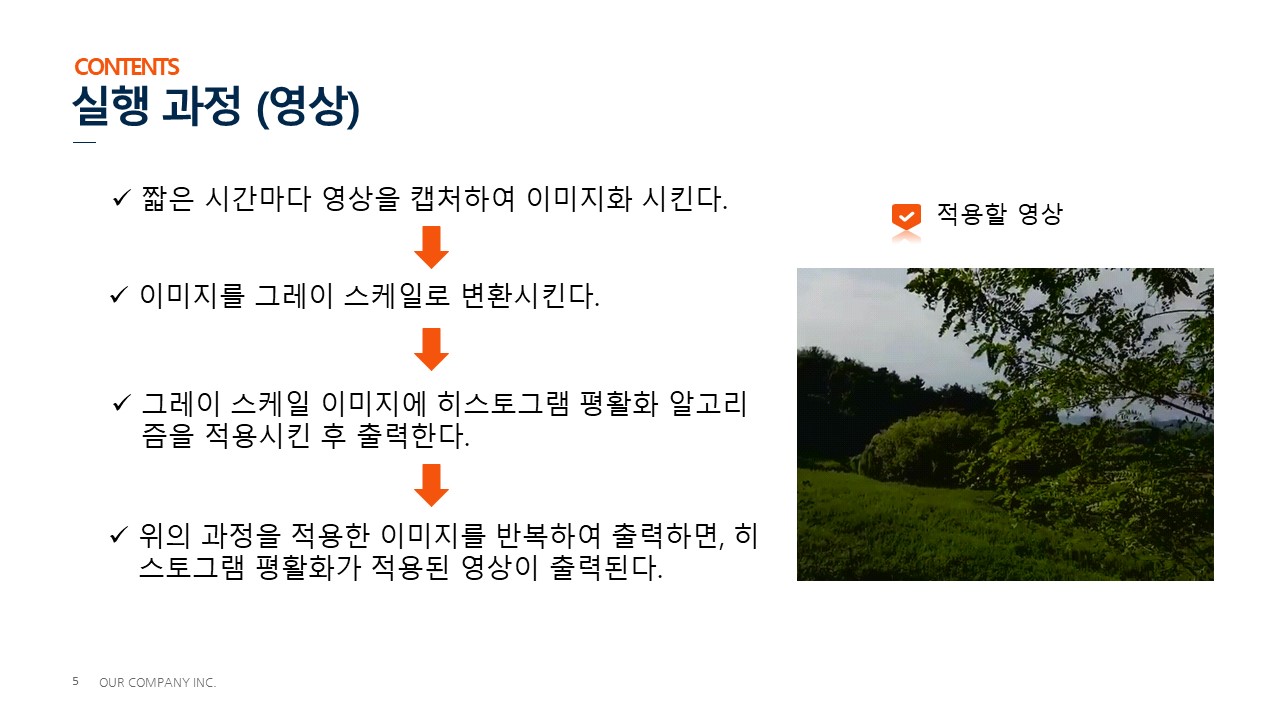 CONTENTS
실행 과정 (영상)
✓ 짧은 시간마다 영상을 캡처하여 이미지화 시킨다.
✓ 이미지를 그레이 스케일로 변환시킨다.
✓ 그레이 스케일 이미지에 히스토그램 평활화 알고리
즘을 적용시킨 후 출력한다.
✓ 위의 과정을 적용한 이미지를 반복하여 출력하면, 히
스토그램 평활화가 적용된 영상이 출력된다.
적용할 영상
5 OUR COMPANY INC.